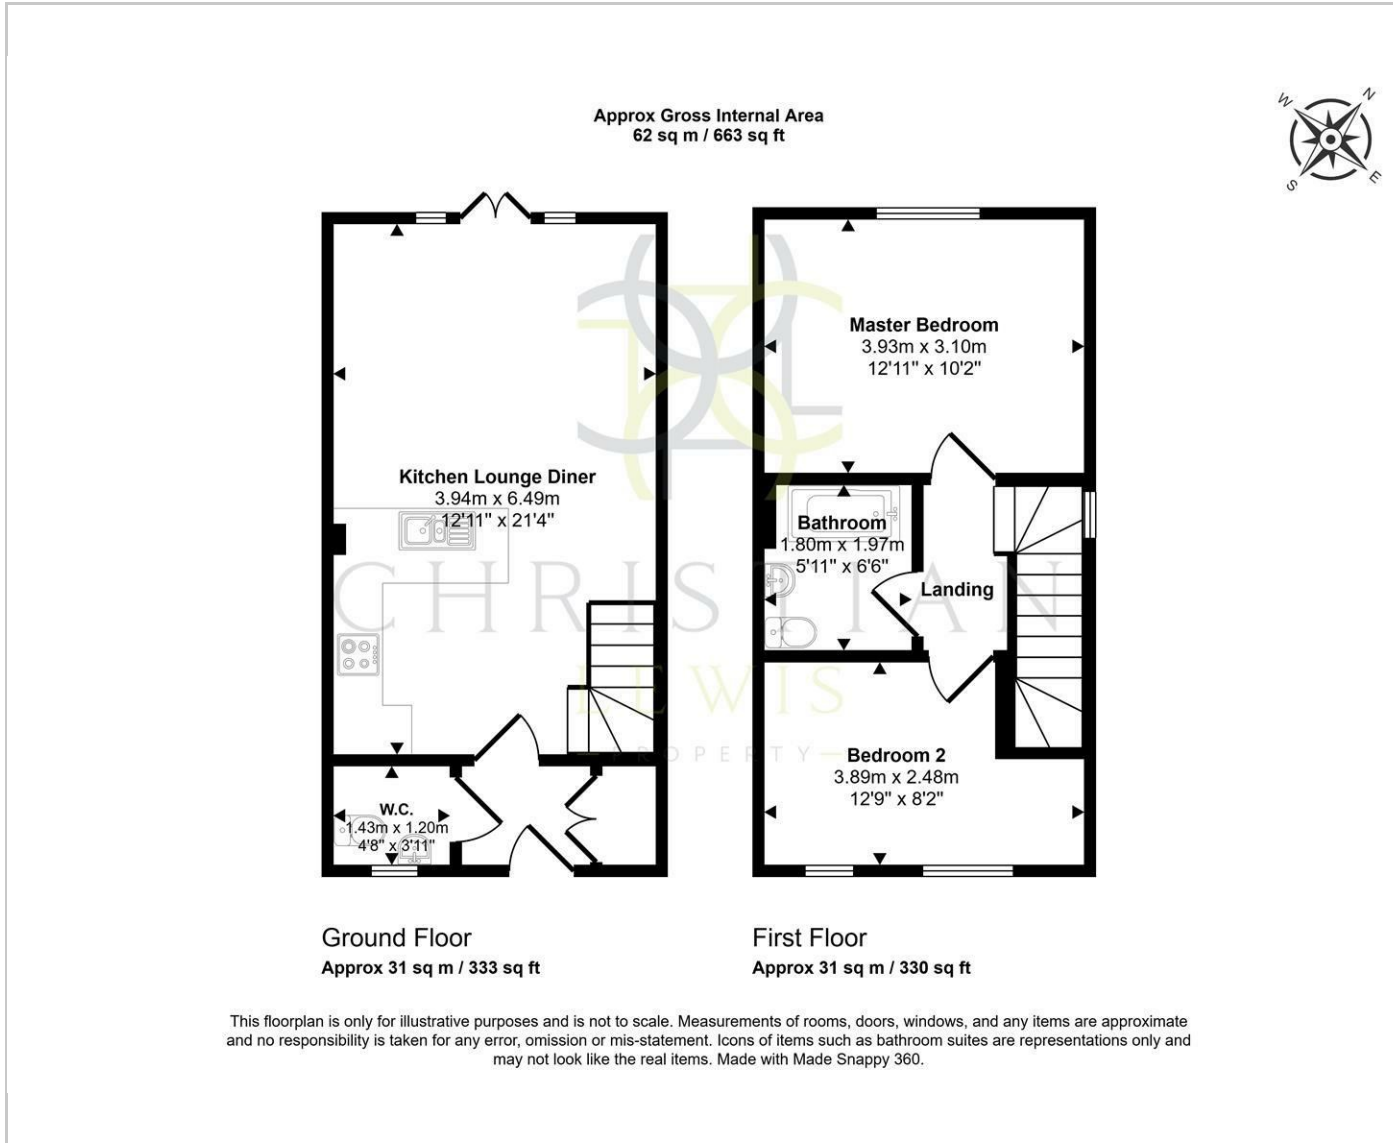 Approx Gross Internal Area
62 sq m / 663 sq ft
W
N
S
E
Kitchen Lounge Diner
3.94m x 6.49m
12'11" x 21'4"
W.C.
1.43m x 1.20m
4'8" x 3'11"
Master Bedroom
3.93m x 3.10m
12'11" x 10'2"
Bathroom
1.80m x 1.97m
5'11" x 6'6"
Landing
Bedroom 2
3.89m x 2.48m
12'9" x 8'2"
CHRISTIAN
LEWIS
PROPERTY
Ground Floor
Approx 31 sq m / 333 sq ft
First Floor
Approx 31 sq m / 330 sq ft
This floorplan is only for illustrative purposes and is not to scale. Measurements of rooms, doors, windows, and any items are approximate
and no responsibility is taken for any error, omission or mis-statement. Icons of items such as bathroom suites are representations only and
may not look like the real items. Made with Made Snappy 360.